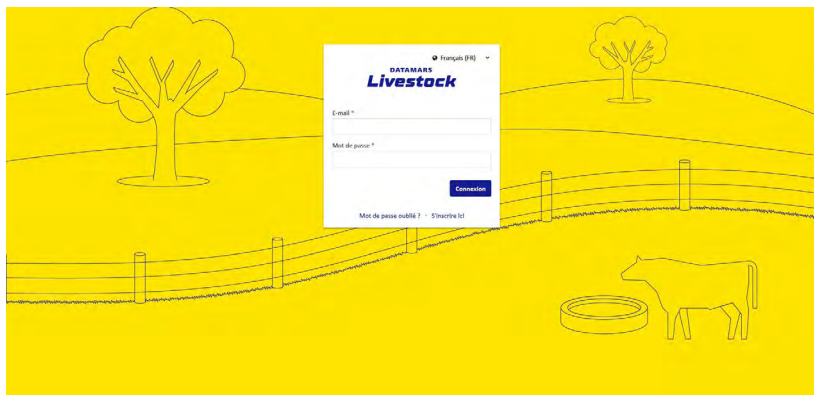 Français (FR)
DATAMARS
Livestock
E-mail *
Mot de passe *
Connexion
Mot de passe oublié ? · S'inscrire Ici